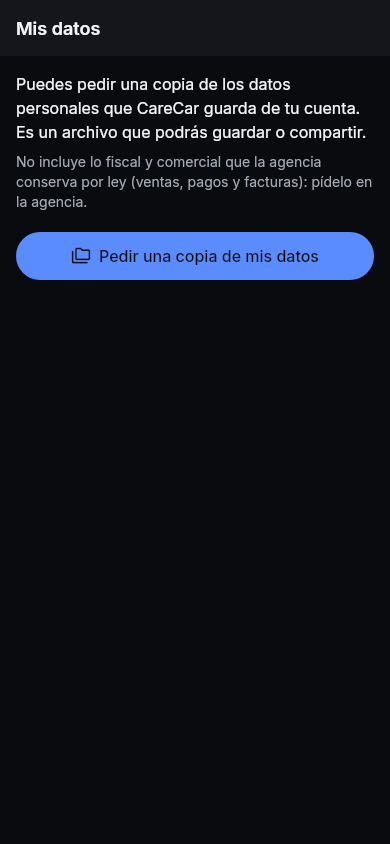 Mis datos
Puedes pedir una copia de los datos
personales que CareCar guarda de tu cuenta.
Es un archivo que podrás guardar o compartir.
No incluye lo fiscal y comercial que la agencia
conserva por ley (ventas, pagos y facturas): pídelo en
la agencia.
Pedir una copia de mis datos